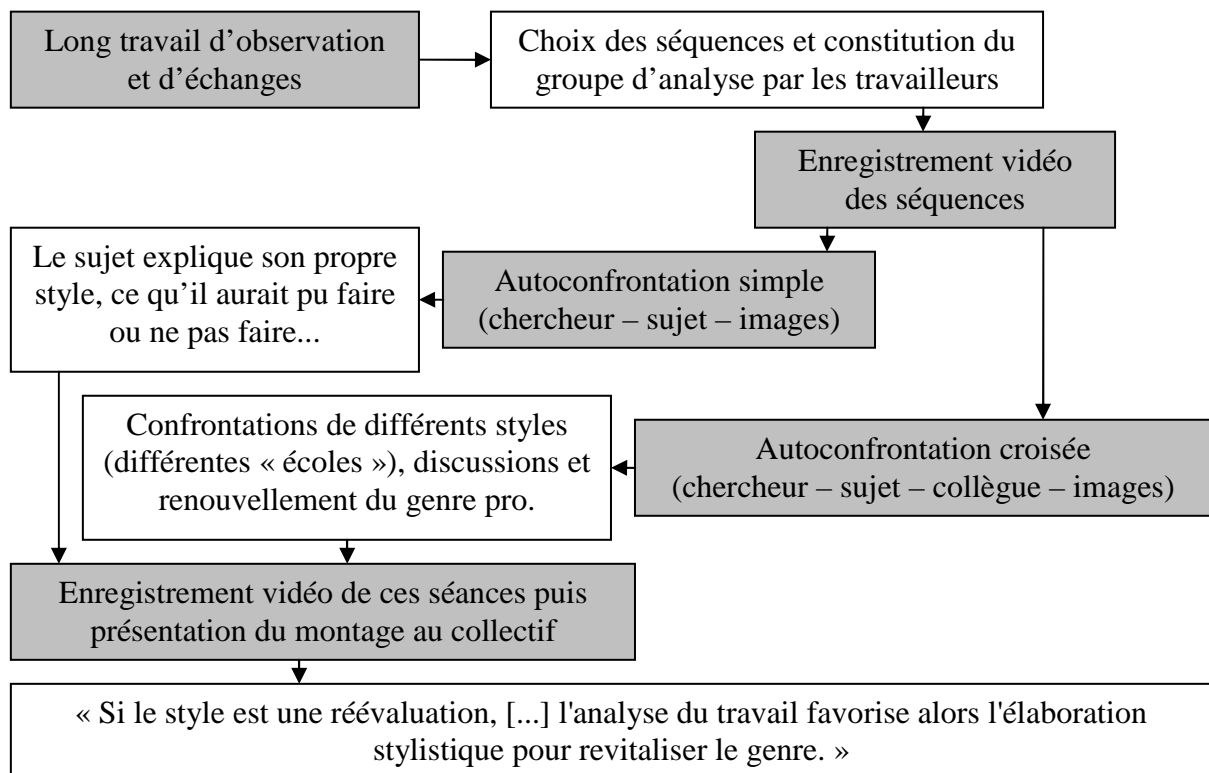 Long travail d’observation
et d’échanges
Choix des séquences et constitution du
groupe d’analyse par les travailleurs
Enregistrement vidéo
des séquences
Le sujet explique son propre
style, ce qu’il aurait pu faire
ou ne pas faire...
Autoconfrontation simple
(chercheur – sujet – images)
Confrontations de différents styles
(différentes « écoles »), discussions et
renouvellement du genre pro.
Autoconfrontation croisée
(chercheur – sujet – collègue – images)
Enregistrement vidéo de ces séances puis
présentation du montage au collectif
« Si le style est une réévaluation, [...] l'analyse du travail favorise alors l'élaboration
stylistique pour revitaliser le genre. »